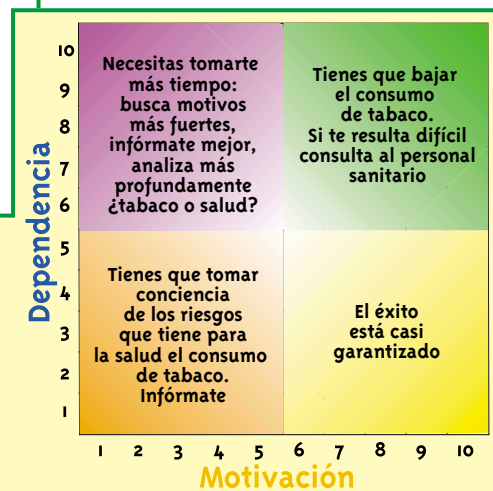 Dependencia
10
9
8
7
6
5
4
3
2
1
Necesitas tomarte
más tiempo:
busca motivos
más fuertes,
infórmate mejor,
analiza más
profundamente
¿tabaco o salud?
Tienes que bajar
el consumo
de tabaco.
Si te resulta difícil
consulta al personal
sanitario
Tienes que tomar
conciencia
de los riesgos
que tiene para
la salud el consumo
de tabaco.
Infórmate
El éxito
está casi
garantizado
1 2 3 4 5 6 7 8 9 10
Motivación